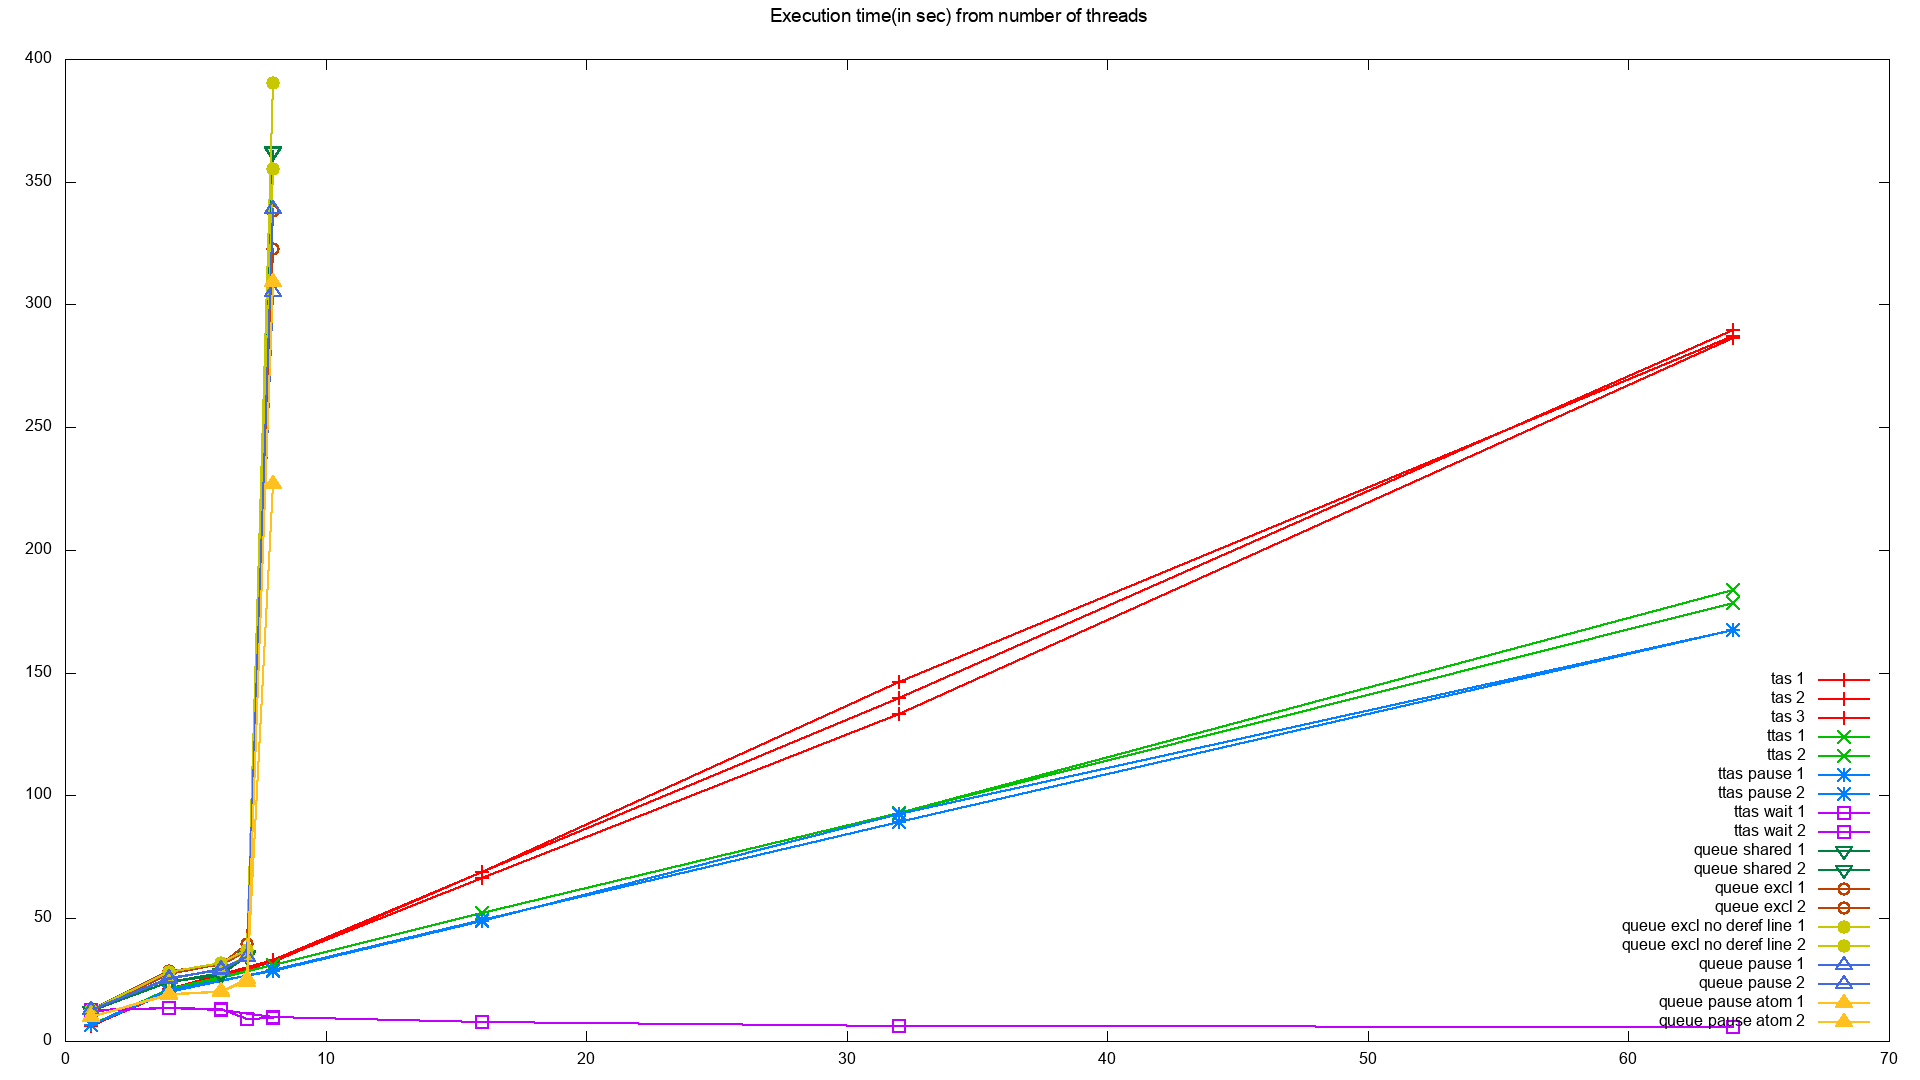 Execution time(in sec) from number of threads
400
350
300
250
200
150
100
50
0
0 10 20 30 40 50 60 70
tas 1
tas 2
tas 3
ttas 1
ttas 2
ttas pause 1
ttas pause 2
ttas wait 1
ttas wait 2
queue shared 1
queue shared 2
queue excl 1
queue excl 2
queue excl no deref line 1
queue excl no deref line 2
queue pause 1
queue pause 2
queue pause atom 1
queue pause atom 2